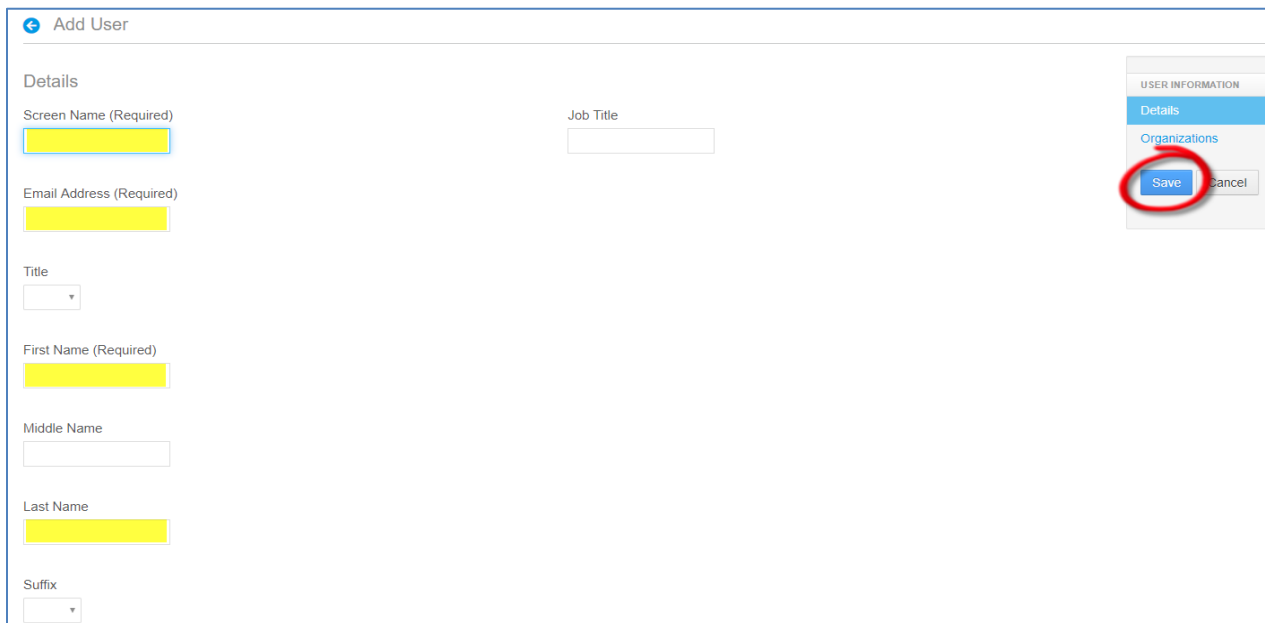 Add User
Details
Screen Name (Required)
Job Title
Email Address (Required)
Title
First Name (Required)
Middle Name
Last Name
Suffix
USER INFORMATION
Details
Organizations
Save Cancel